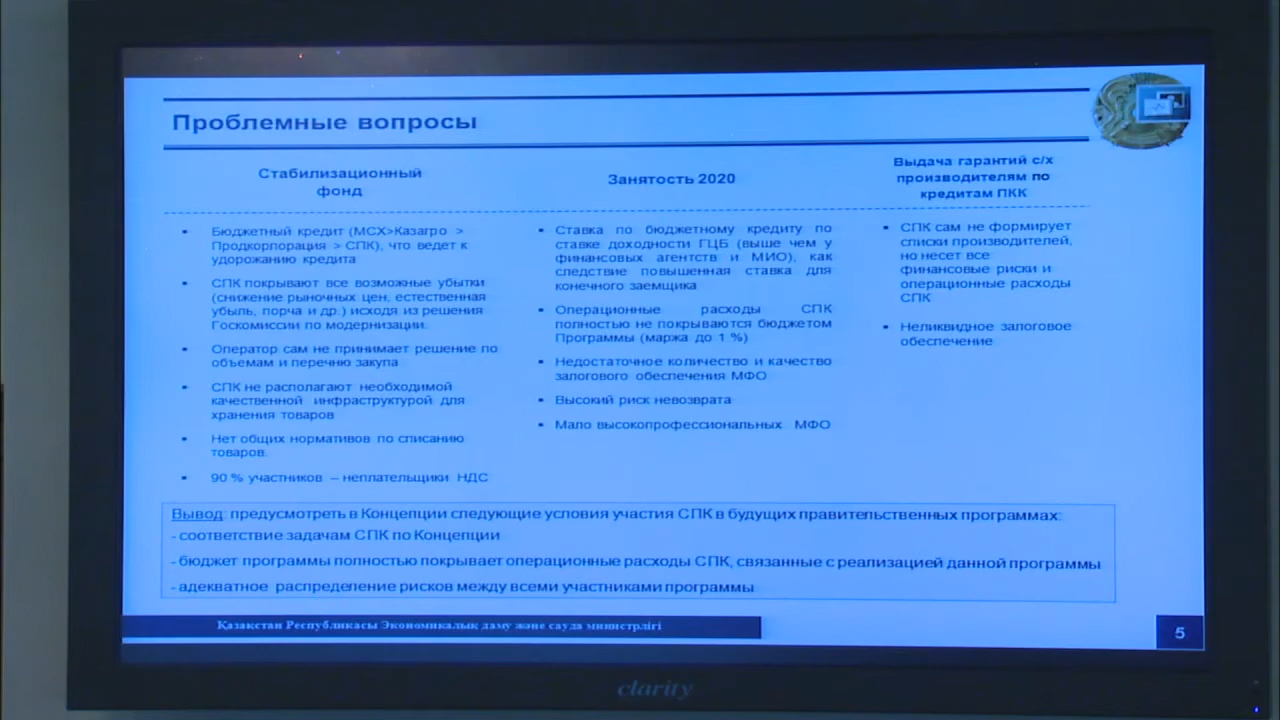 Проблемные вопросы
Стабилизационный
фонд
Бюджетный кредит (МСХ>Казагро >
Продкорпорация > СПК), что ведет к
удорожанию кредита
СПК покрывают все возможные убытки
(снижение рыночных цен, естественная
убыль, порча и др.) исходя из решения
Госкомиссии по модернизации.
Оператор сам не принимает решение по
объемам и перечню закупа
СПК не располагают необходимой
качественной инфраструктурой для
хранения товаров
Нет общих нормативов по списанию
товаров.
90 % участников – неплательщики НДС
Занятость 2020
Ставка по бюджетному кредиту по
ставке доходности ГЦБ (выше чем у
финансовых агентств и МИО), как
следствие повышенная ставка для
конечного заемщика
Операционные расходы СПК
полностью не покрываются бюджетом
Программы (маржа до 1 %)
Недостаточное количество и качество
залогового обеспечения МФО
Высокий риск невозврата
Мало высокопрофессиональных МФО
Выдача гарантий с/х
производителям по
кредитам ПКК
СПК сам не формирует
списки производителей,
но несет все
финансовые риски и
операционные расходы
СПК
Неликвидное залоговое
обеспечение
Вывод: предусмотреть в Концепции следующие условия участия СПК в будущих правительственных программах:
- соответствие задачам СПК по Концепции
- бюджет программы полностью покрывает операционные расходы СПК, связанные с реализацией данной программы
- адекватное распределение рисков между всеми участниками программы
Қазақстан Республикасы Экономикалық даму және сауда министрлігі
5
clarity